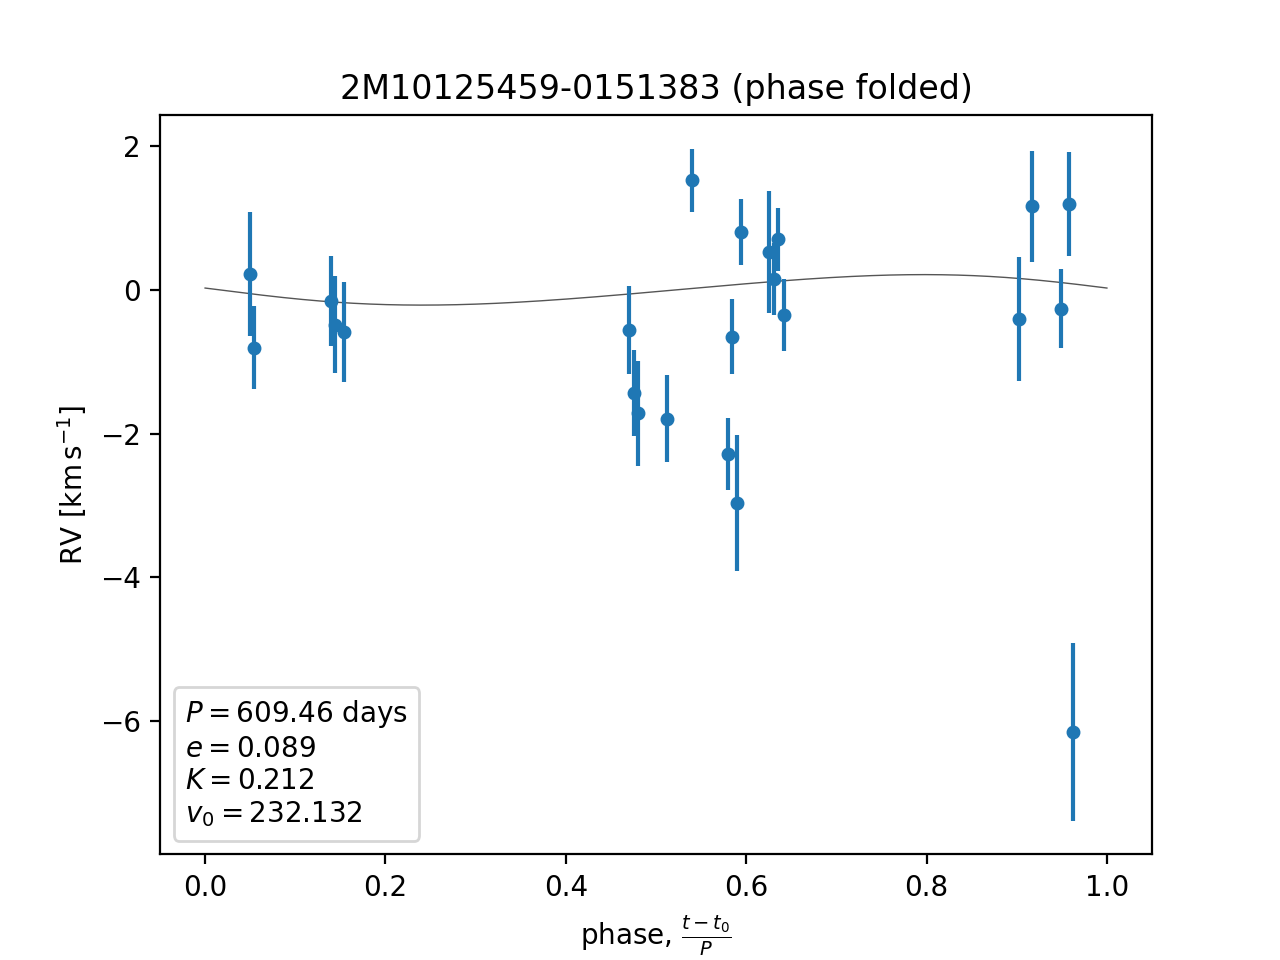 2M10125459-0151383 (phase folded)
2
0
−2
−4
−6
RV [km s⁻¹]
P = 609.46 days
e = 0.089
K = 0.212
v₀ = 232.132
0.0 0.2 0.4 0.6 0.8 1.0
phase, (t − t₀)/P